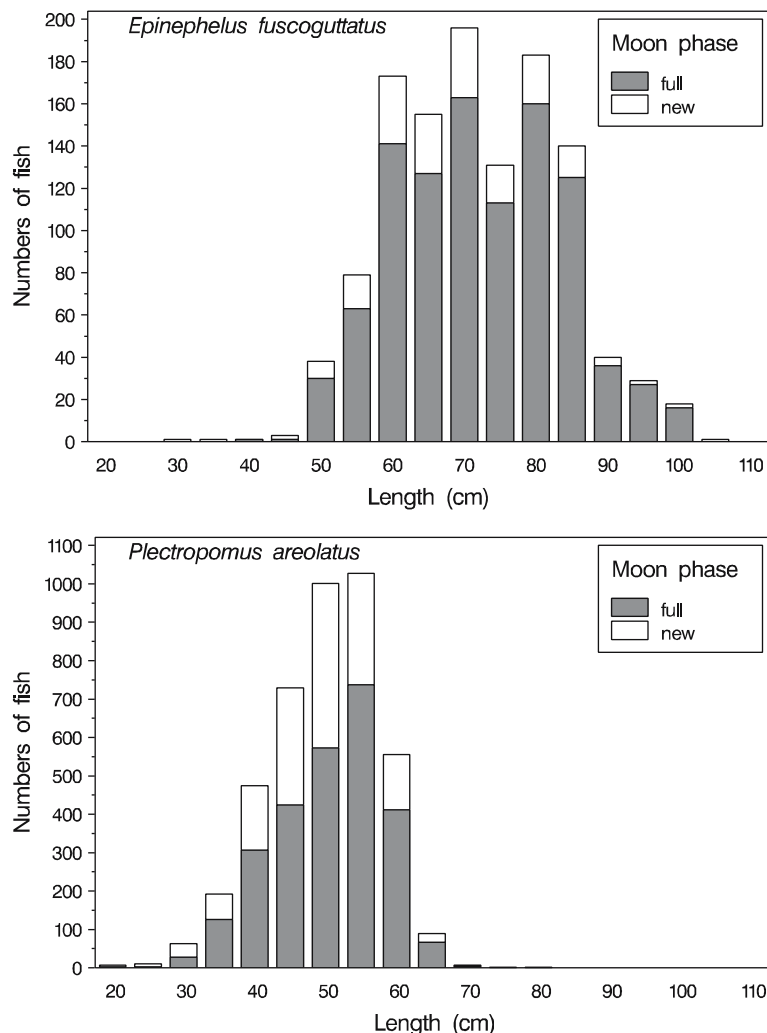 Epinephelus fuscoguttatus
Moon phase
full
new
Numbers of fish
200
180
160
140
120
100
80
60
40
20
0
20 30 40 50 60 70 80 90 100 110
Length (cm)
Plectropomus areolatus
Moon phase
full
new
Numbers of fish
1100
1000
900
800
700
600
500
400
300
200
100
0
20 30 40 50 60 70 80 90 100 110
Length (cm)